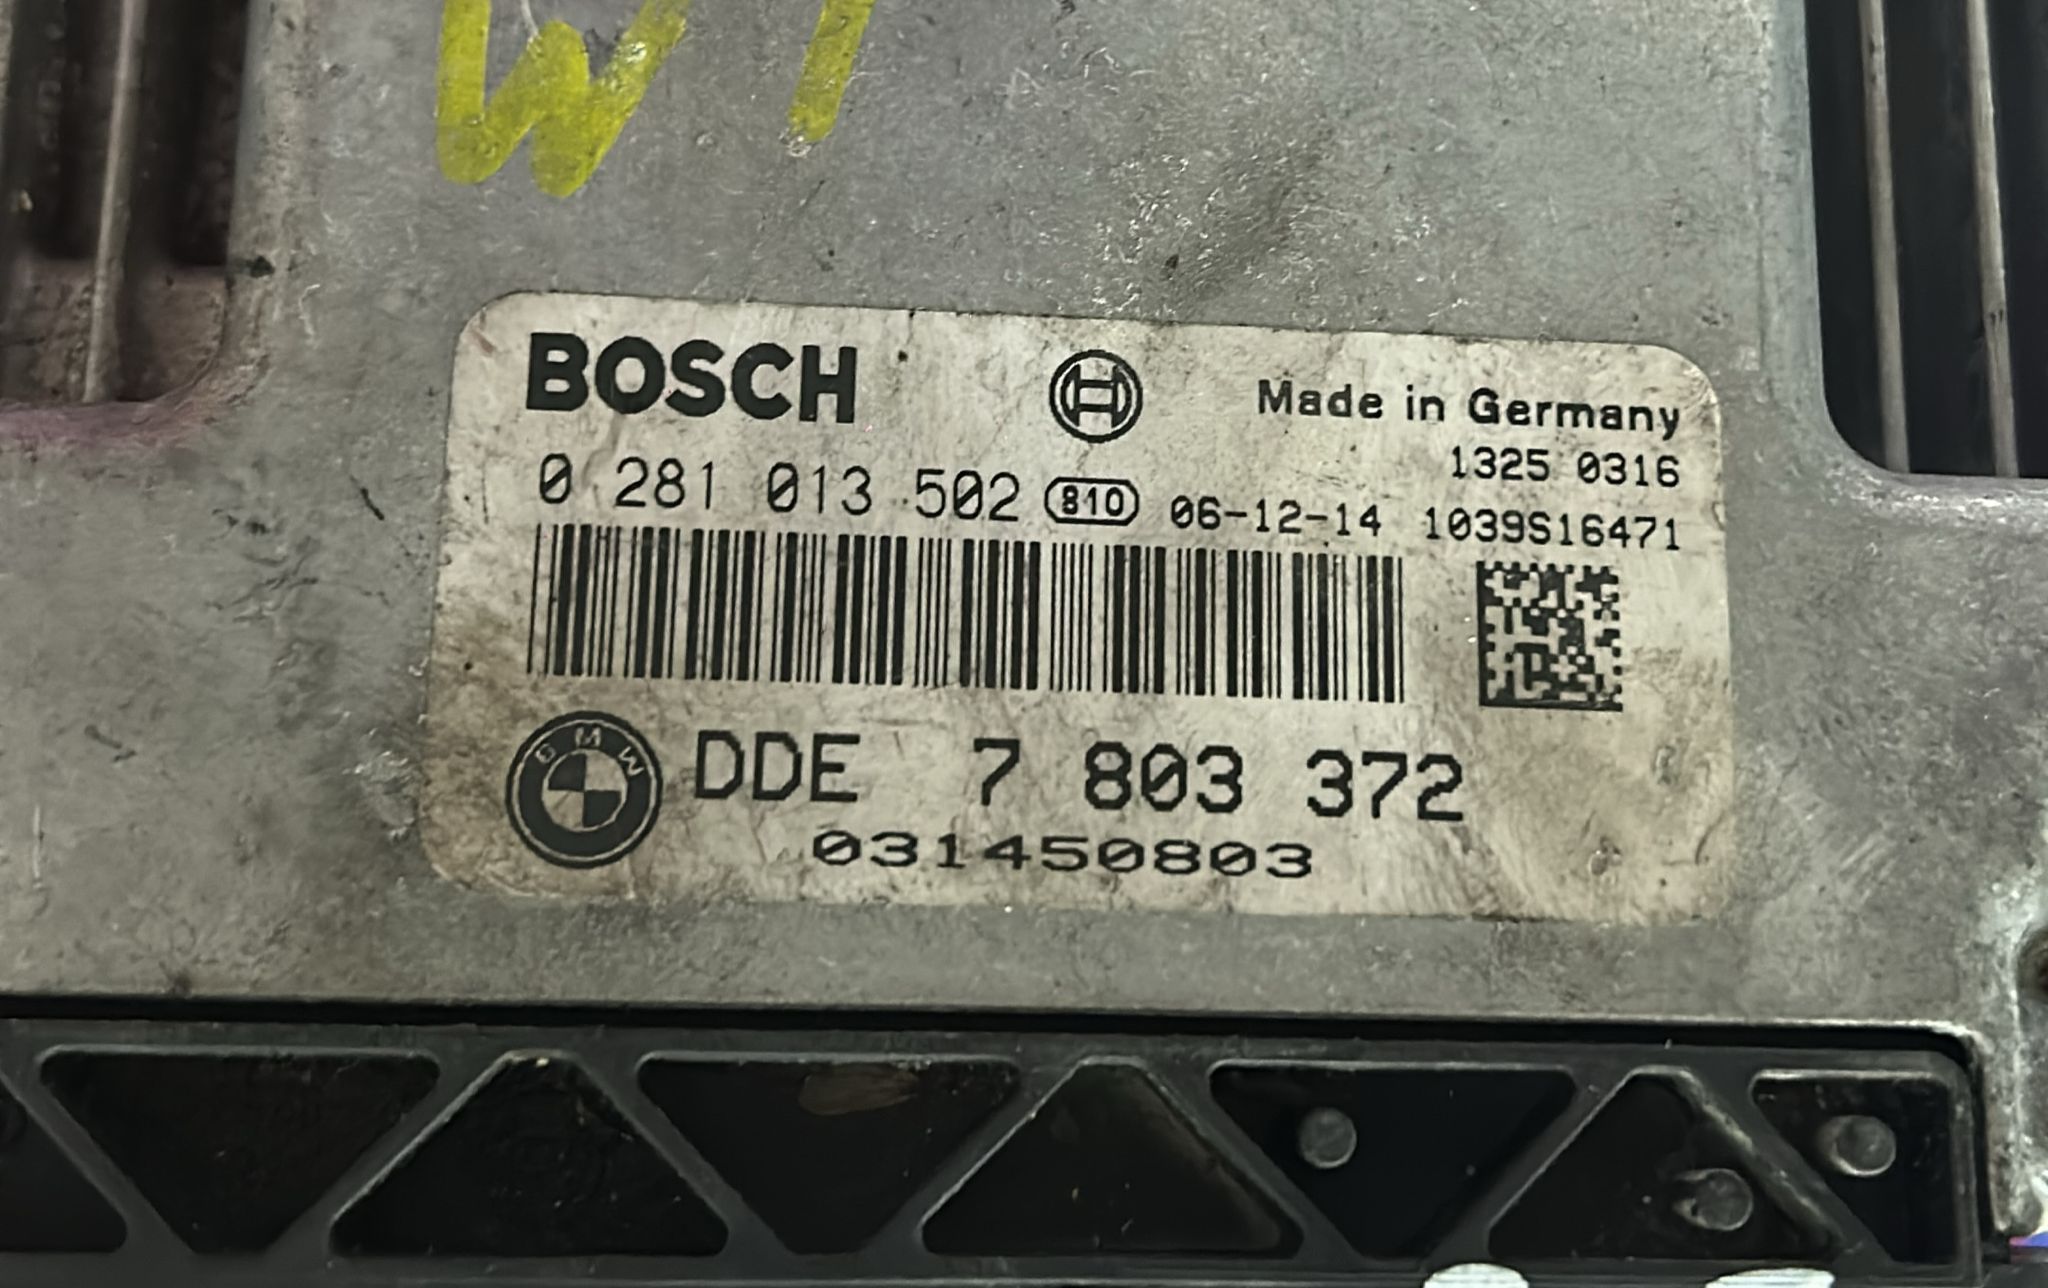 W1
BOSCH
Made in Germany
1325 0316
0 281 013 502 810 06-12-14 1039S16471
BMW
DDE 7 803 372
031450803